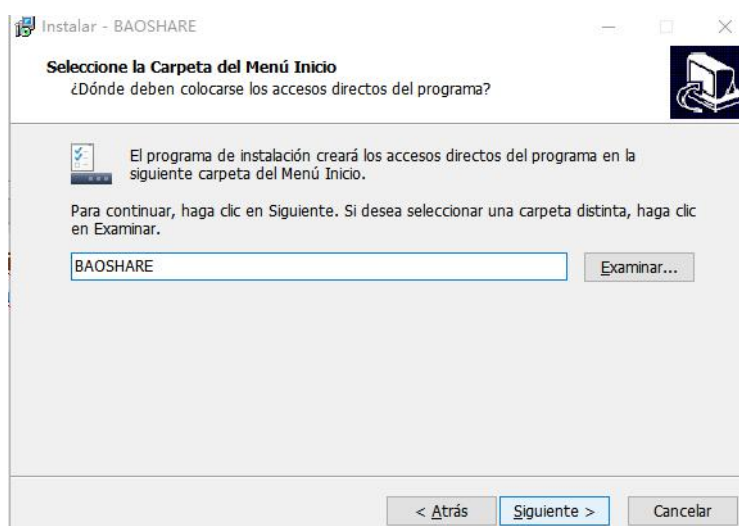 Instalar - BAOSHARE
Seleccione la Carpeta del Menú Inicio
¿Dónde deben colocarse los accesos directos del programa?
El programa de instalación creará los accesos directos del programa en la
siguiente carpeta del Menú Inicio.
Para continuar, haga clic en Siguiente. Si desea seleccionar una carpeta distinta, haga clic
en Examinar.
BAOSHARE
Examinar...
< Atrás
Siguiente >
Cancelar